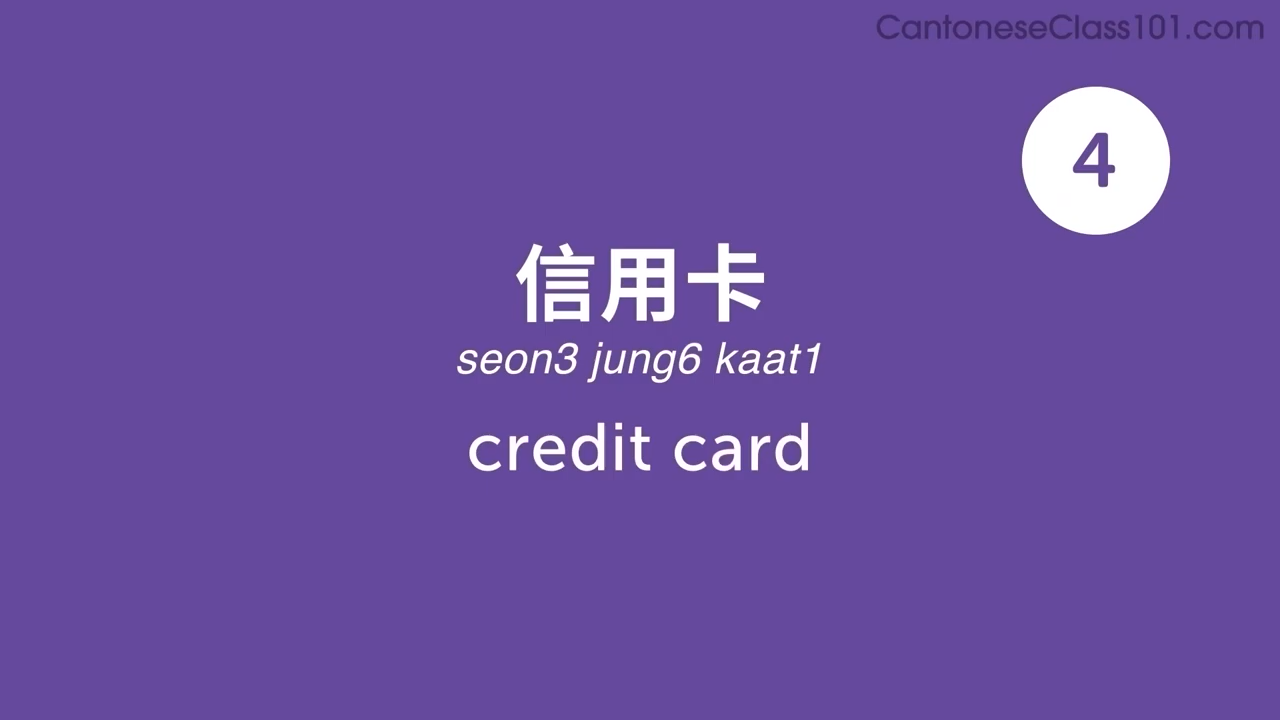 CantoneseClass101.com
4
信用卡
seon3 jung6 kaat1
credit card